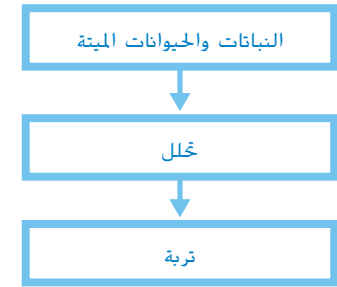 النباتات والحيوانات الميتة
تحلل
تربة